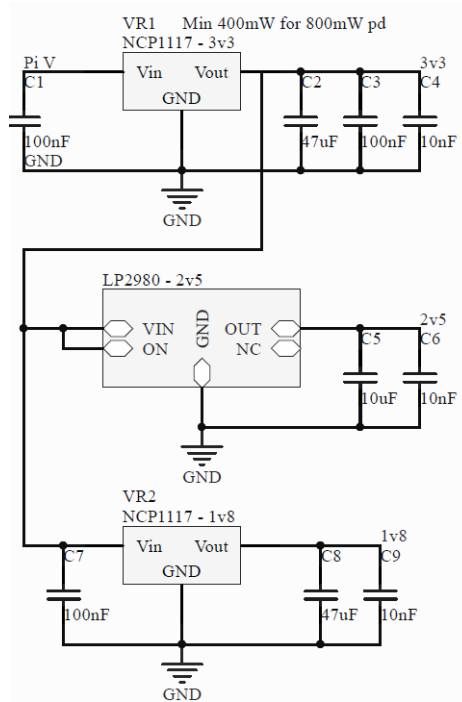 VR1 Min 400mW for 800mW pd
NCP1117 - 3v3
Pi V
C1
Vin Vout
GND
100nF
GND
GND
C2
47uF
C3
100nF
3v3
C4
10nF
LP2980 - 2v5
VIN
ON
GND
OUT
NC
C5
10uF
2v5
C6
10nF
GND
VR2
NCP1117 - 1v8
C7
Vin Vout
GND
100nF
C8
47uF
1v8
C9
10nF
GND